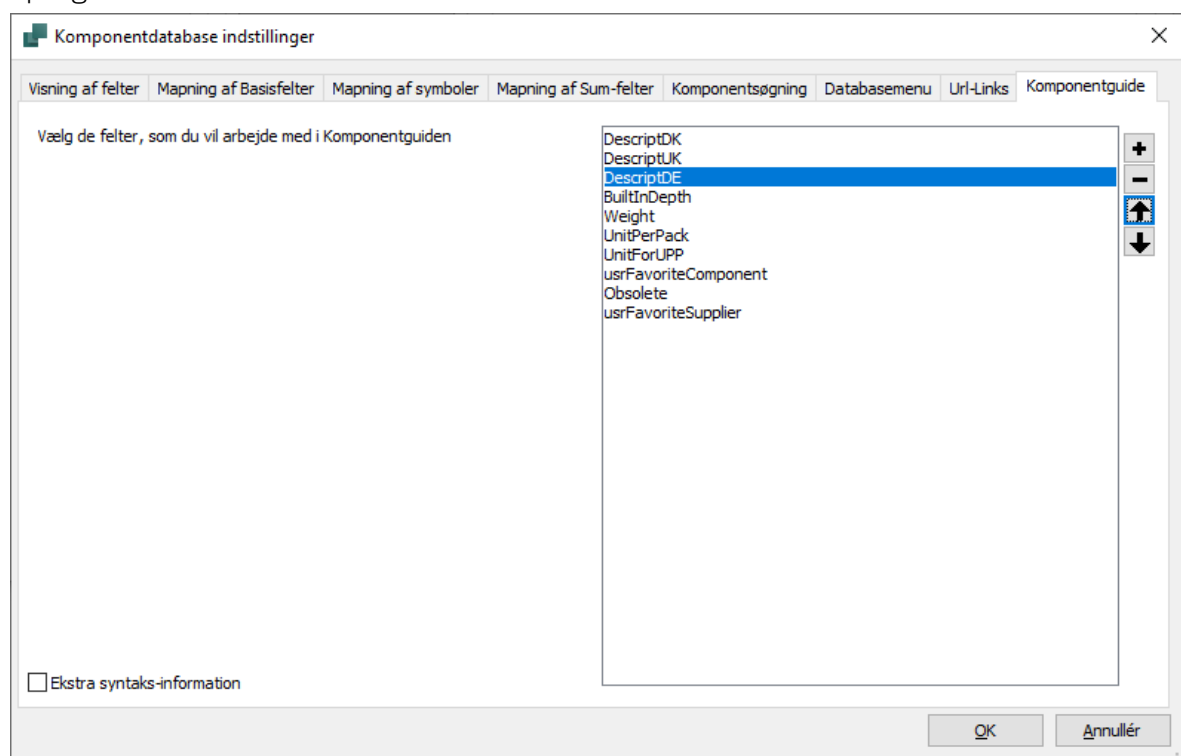 Komponentdatabase indstillinger
Visning af felter Mapning af Basisfelter Mapning af symboler Mapning af Sum-felter Komponentsøgning Databasemenu Url-Links Komponentguide
Vælg de felter, som du vil arbejde med i Komponentguiden
DescriptDK
DescriptUK
DescriptDE
BuiltInDepth
Weight
UnitPerPack
UnitForUPP
usrFavoriteComponent
Obsolete
usrFavoriteSupplier
Ekstra syntaks-information
OK Annullér